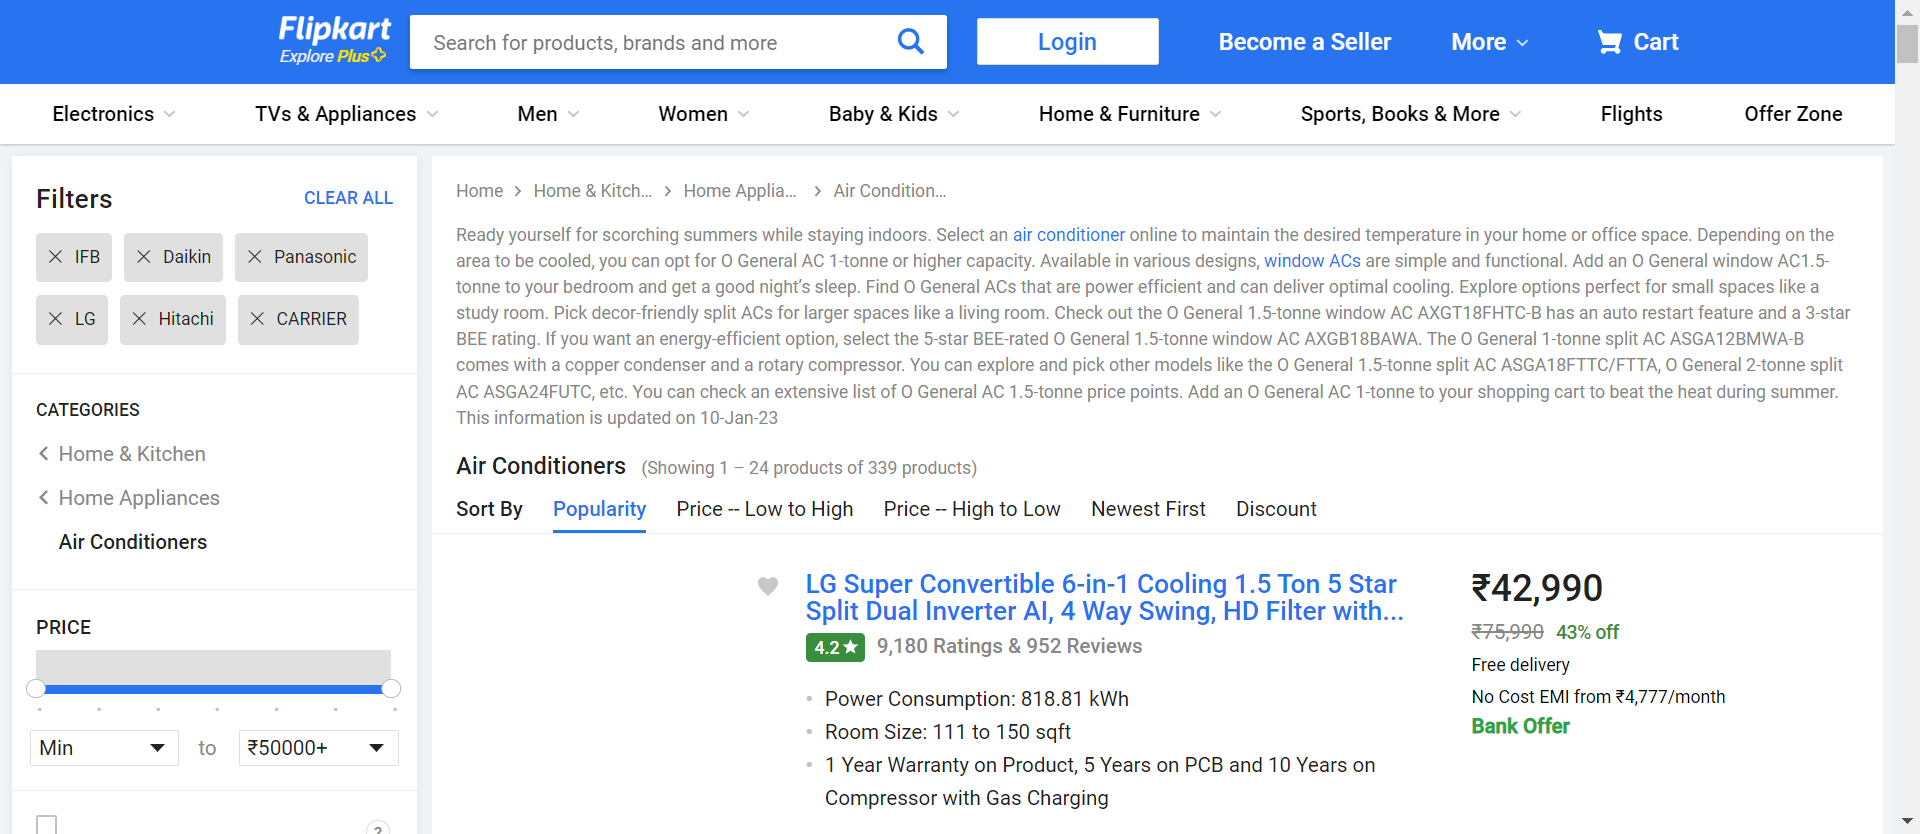 Flipkart
Explore Plus
Search for products, brands and more
Login
Become a Seller
More
Cart
Electronics
TVs & Appliances
Men
Women
Baby & Kids
Home & Furniture
Sports, Books & More
Flights
Offer Zone
Filters
CLEAR ALL
IFB
Daikin
Panasonic
LG
Hitachi
CARRIER
CATEGORIES
Home & Kitchen
Home Appliances
Air Conditioners
PRICE
Min
to
₹50000+
?
Home
Home & Kitch...
Home Applia...
Air Condition...
Ready yourself for scorching summers while staying indoors. Select an air conditioner online to maintain the desired temperature in your home or office space. Depending on the
area to be cooled, you can opt for O General AC 1-tonne or higher capacity. Available in various designs, window ACs are simple and functional. Add an O General window AC1.5-
tonne to your bedroom and get a good night's sleep. Find O General ACs that are power efficient and can deliver optimal cooling. Explore options perfect for small spaces like a
study room. Pick decor-friendly split ACs for larger spaces like a living room. Check out the O General 1.5-tonne window AC AXGT18FHTC-B has an auto restart feature and a 3-star
BEE rating. If you want an energy-efficient option, select the 5-star BEE-rated O General 1.5-tonne window AC AXGB18BAWA. The O General 1-tonne split AC ASGA12BMWA-B
comes with a copper condenser and a rotary compressor. You can explore and pick other models like the O General 1.5-tonne split AC ASGA18FTTC/FTTA, O General 2-tonne split
AC ASGA24FUTC, etc. You can check an extensive list of O General AC 1.5-tonne price points. Add an O General AC 1-tonne to your shopping cart to beat the heat during summer.
This information is updated on 10-Jan-23
Air Conditioners (Showing 1 – 24 products of 339 products)
Sort By
Popularity
Price -- Low to High
Price -- High to Low
Newest First
Discount
LG Super Convertible 6-in-1 Cooling 1.5 Ton 5 Star
Split Dual Inverter AI, 4 Way Swing, HD Filter with...
4.2★ 9,180 Ratings & 952 Reviews
• Power Consumption: 818.81 kWh
• Room Size: 111 to 150 sqft
• 1 Year Warranty on Product, 5 Years on PCB and 10 Years on
Compressor with Gas Charging
₹42,990
₹75,990 43% off
Free delivery
No Cost EMI from ₹4,777/month
Bank Offer